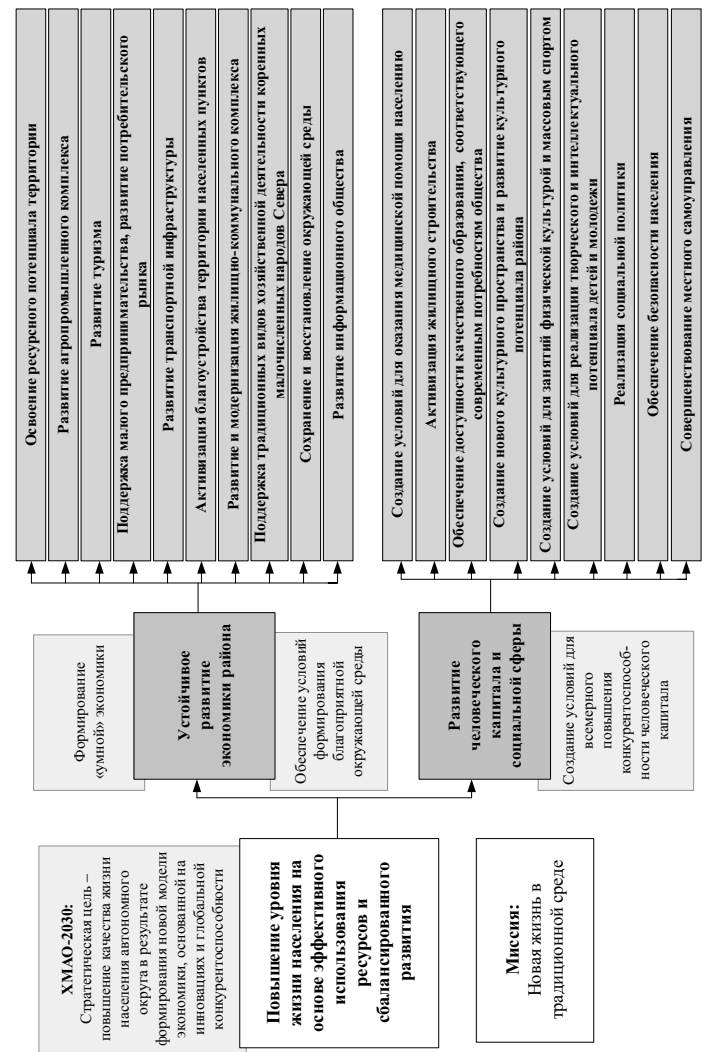 ХМАО-2030:
Стратегическая цель –
повышение качества жизни
населения автономного
округа в результате
формирования новой модели
экономики, основанной на
инновациях и глобальной
конкурентоспособности
Повышение уровня
жизни населения на
основе эффективного
использования
ресурсов и
сбалансированного
развития
Миссия:
Новая жизнь в
традиционной среде
Формирование
«умной» экономики
Устойчивое
развитие
экономики района
Обеспечение условий
формирования
благоприятной
окружающей среды
Развитие
человеческого
капитала и
социальной сферы
Создание условий для
всемерного
повышения
конкурентоспособ-
ности человеческого
капитала
Освоение ресурсного потенциала территории
Развитие агропромышленного комплекса
Развитие туризма
Поддержка малого предпринимательства, развитие потребительского
рынка
Развитие транспортной инфраструктуры
Активизация благоустройства территории населенных пунктов
Развитие и модернизация жилищно-коммунального комплекса
Поддержка традиционных видов хозяйственной деятельности коренных
малочисленных народов Севера
Сохранение и восстановление окружающей среды
Развитие информационного общества
Создание условий для оказания медицинской помощи населению
Активизация жилищного строительства
Обеспечение доступности качественного образования, соответствующего
современным потребностям общества
Создание нового культурного пространства и развитие культурного
потенциала района
Создание условий для занятий физической культурой и массовым спортом
Создание условий для реализации творческого и интеллектуального
потенциала детей и молодежи
Реализация социальной политики
Обеспечение безопасности населения
Совершенствование местного самоуправления